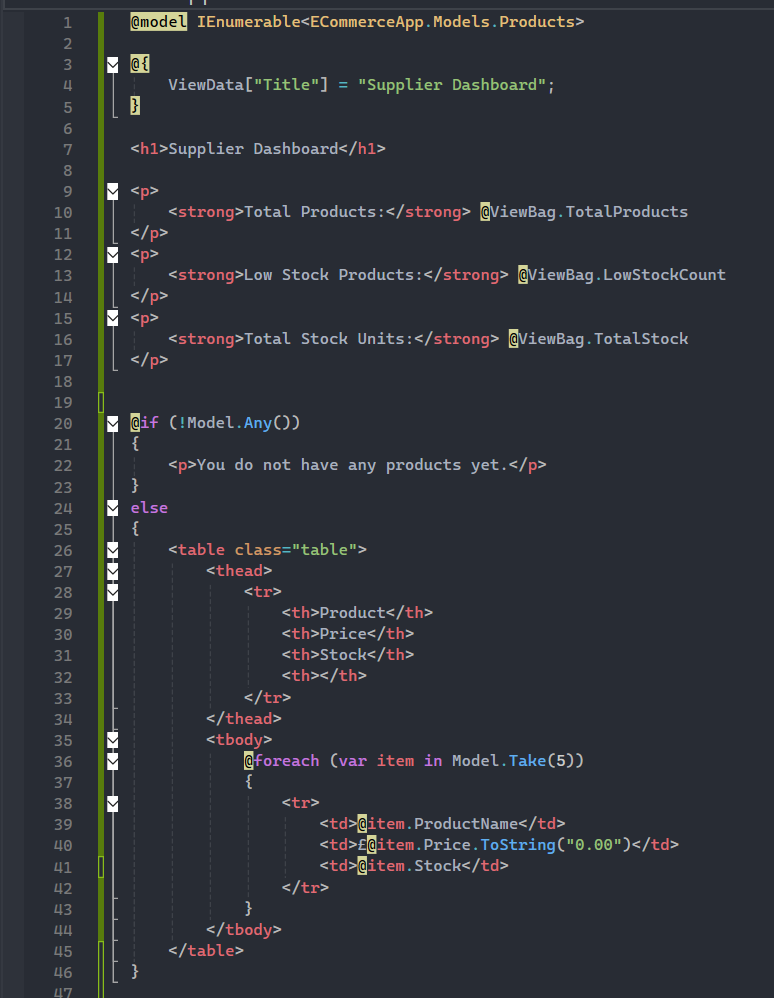 1 @model IEnumerable<ECommerceApp.Models.Products>
2
3 @{
4 ViewData["Title"] = "Supplier Dashboard";
5 }
6
7 <h1>Supplier Dashboard</h1>
8
9 <p>
10 <strong>Total Products:</strong> @ViewBag.TotalProducts
11 </p>
12 <p>
13 <strong>Low Stock Products:</strong> @ViewBag.LowStockCount
14 </p>
15 <p>
16 <strong>Total Stock Units:</strong> @ViewBag.TotalStock
17 </p>
18
19
20 @if (!Model.Any())
21 {
22 <p>You do not have any products yet.</p>
23 }
24 else
25 {
26 <table class="table">
27 <thead>
28 <tr>
29 <th>Product</th>
30 <th>Price</th>
31 <th>Stock</th>
32 <th></th>
33 </tr>
34 </thead>
35 <tbody>
36 @foreach (var item in Model.Take(5))
37 {
38 <tr>
39 <td>@item.ProductName</td>
40 <td>£@item.Price.ToString("0.00")</td>
41 <td>@item.Stock</td>
42 </tr>
43 }
44 </tbody>
45 </table>
46 }
47